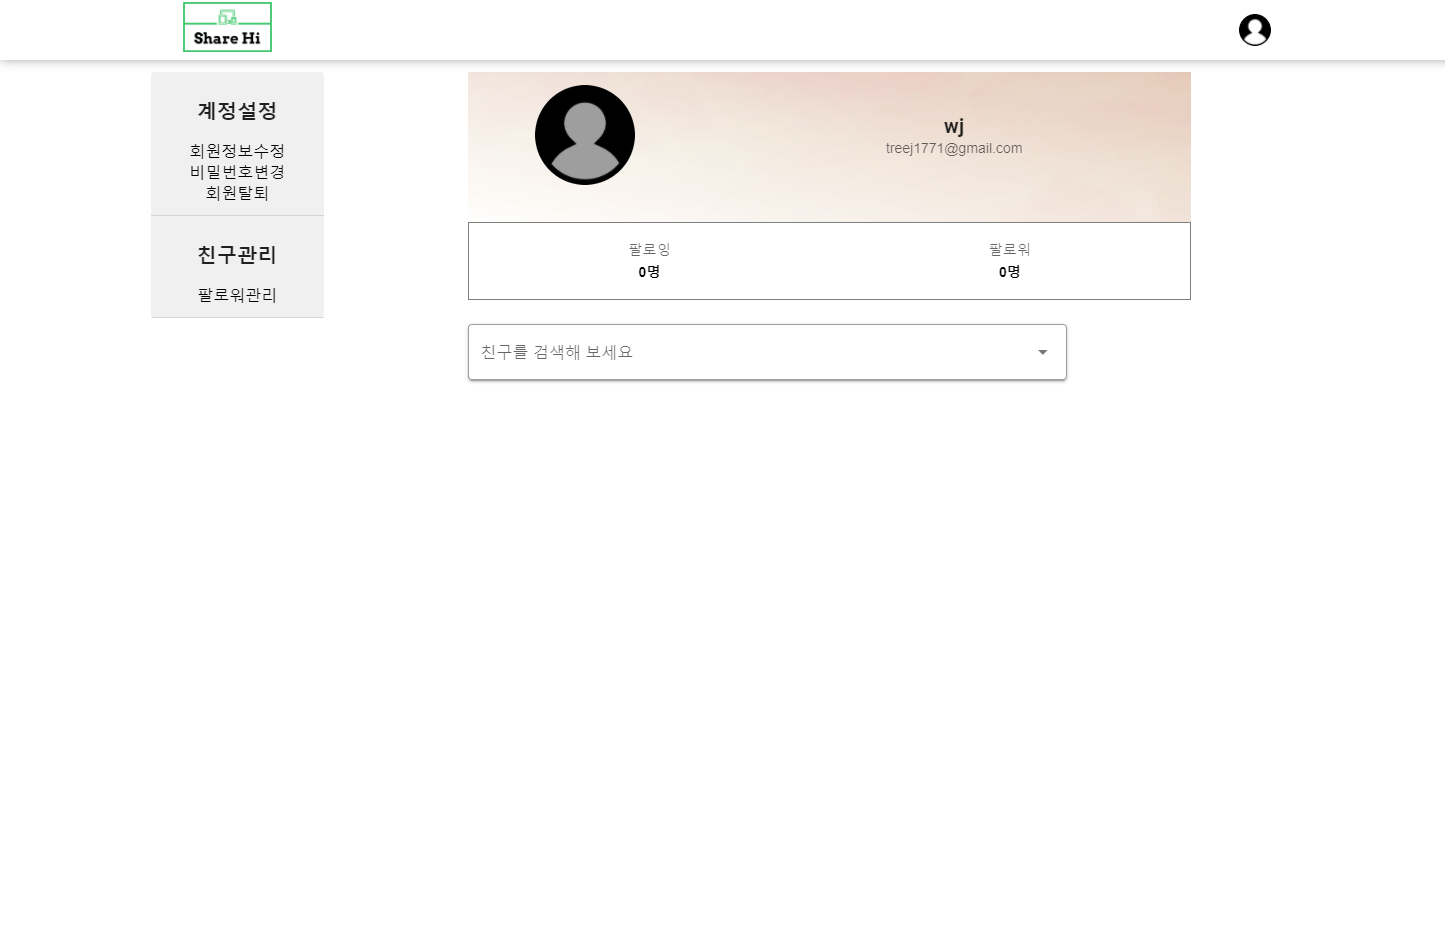 Share Hi
계정설정
회원정보수정
비밀번호변경
회원탈퇴
친구관리
팔로워관리
wj
treej1771@gmail.com
팔로잉
0명
팔로워
0명
친구를 검색해 보세요